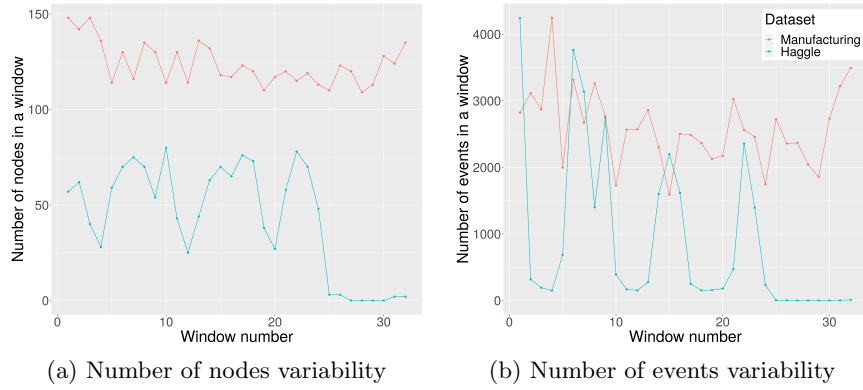 150
100
50
0
Number of nodes in a window
0
10
20
30
Window number
(a) Number of nodes variability
4000
3000
2000
1000
0
Number of events in a window
Dataset
Manufacturing
Haggle
0
10
20
30
Window number
(b) Number of events variability